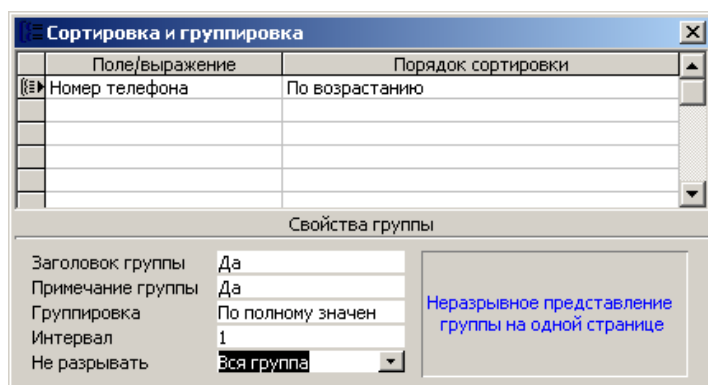 Сортировка и группировка
Поле/выражение Порядок сортировки
Номер телефона По возрастанию
Свойства группы
Заголовок группы Да
Примечание группы Да
Группировка По полному значен
Интервал 1
Не разрывать Вся группа
Неразрывное представление
группы на одной странице